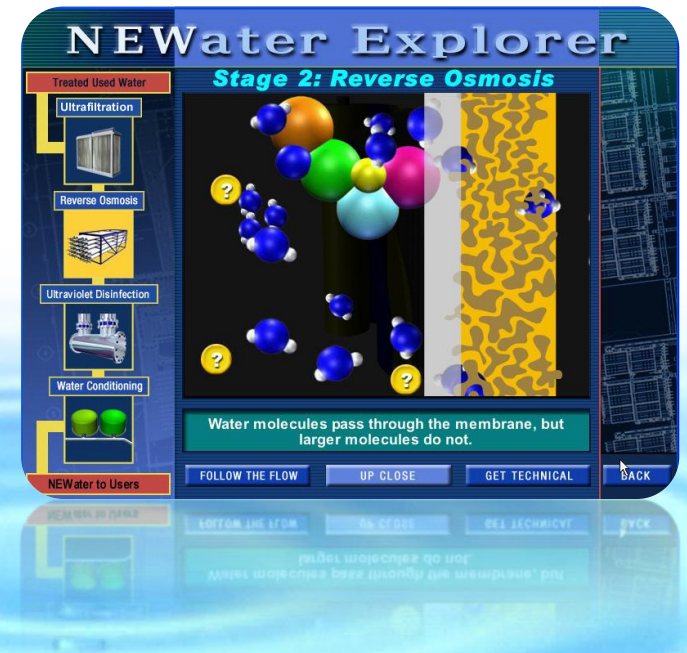 NEWater Explorer
Stage 2: Reverse Osmosis
Treated Used Water
Ultrafiltration
Reverse Osmosis
Ultraviolet Disinfection
Water Conditioning
NEWater to Users
?
?
?
Water molecules pass through the membrane, but
larger molecules do not.
FOLLOW THE FLOW
UP CLOSE
GET TECHNICAL
BACK